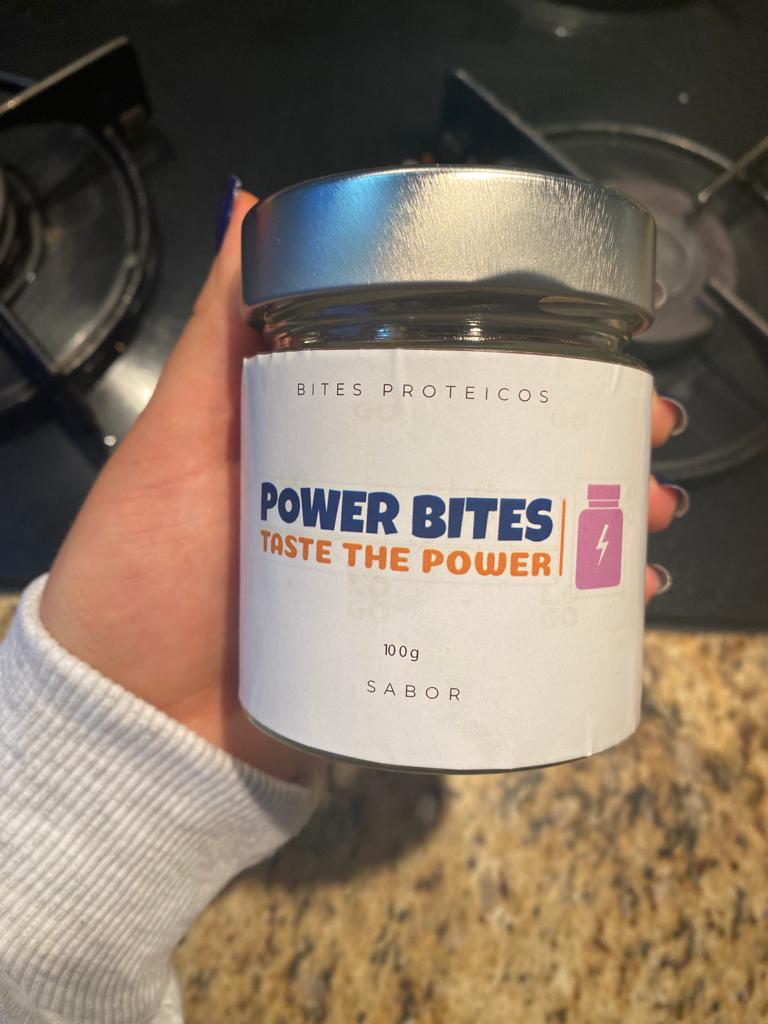 BITES PROTEICOS
POWER BITES
TASTE THE POWER
100g
SABOR